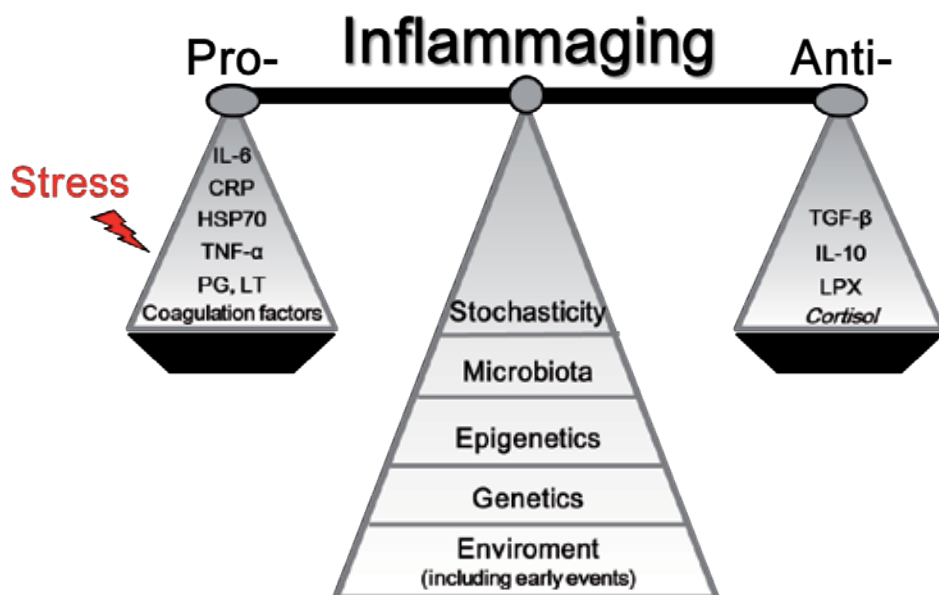 Inflammaging
Pro-
Anti-
Stress
IL-6
CRP
HSP70
TNF-α
PG, LT
Coagulation factors
TGF-β
IL-10
LPX
Cortisol
Stochasticity
Microbiota
Epigenetics
Genetics
Enviroment
(including early events)